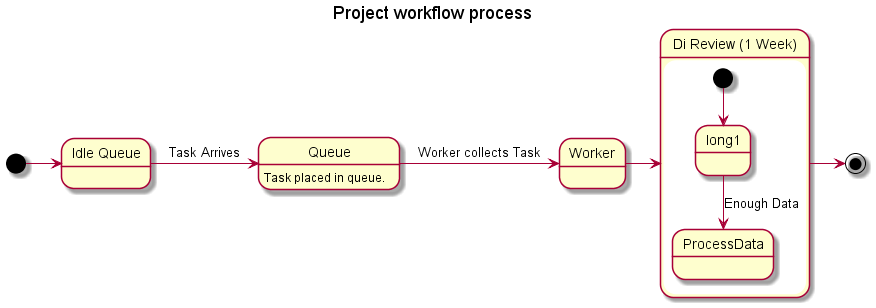 Project workflow process
Di Review (1 Week)
Idle Queue
Task Arrives
Queue
Task placed in queue.
Worker collects Task
Worker
long1
Enough Data
ProcessData